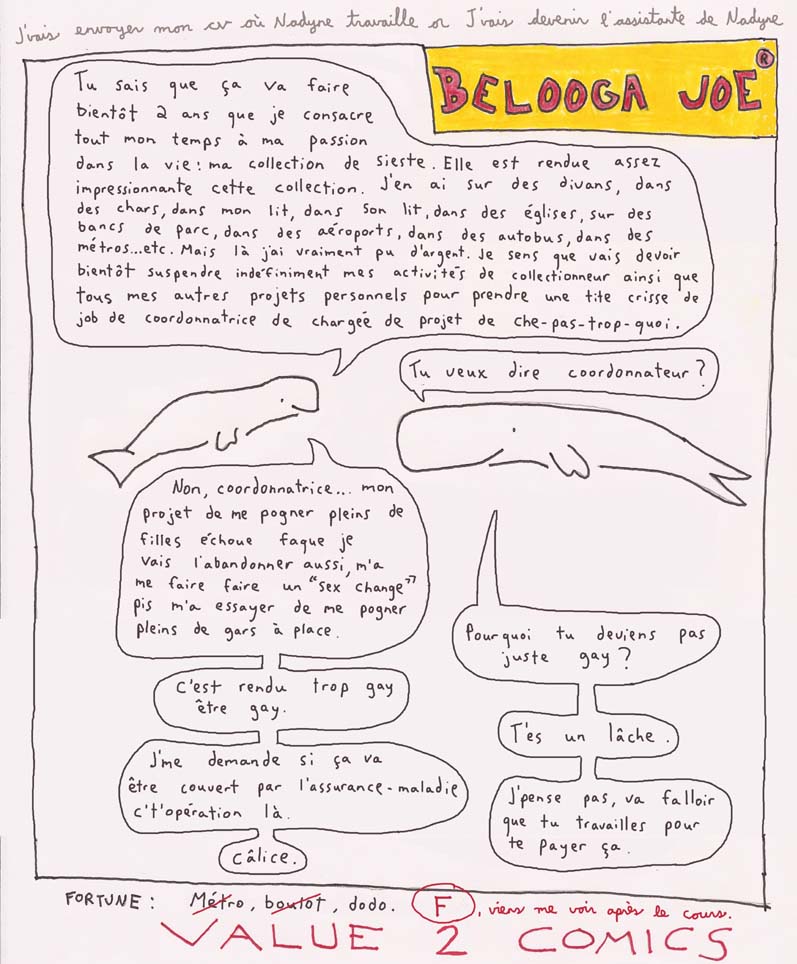 J'vais envoyer mon cv où Nadyne travaille or J'vais devenir l'assistante de Nadyne
BELOOGA JOE ®
Tu sais que ça va faire
bientôt 2 ans que je consacre
tout mon temps à ma passion
dans la vie: ma collection de sieste. Elle est rendue assez
impressionnante cette collection. J'en ai sur des divans, dans
des chars, dans mon lit, dans son lit, dans des églises, sur des
bancs de parc, dans des aéroports, dans des autobus, dans des
métros...etc. Mais là j'ai vraiment pu d'argent. Je sens que vais devoir
bientôt suspendre indéfiniment mes activités de collectionneur ainsi que
tous mes autres projets personnels pour prendre une tite crisse de
job de coordonnatrice de chargée de projet de che-pas-trop-quoi.
Tu veux dire coordonnateur?
Non, coordonnatrice... mon
projet de me pogner pleins de
filles échoue faque je
vais l'abandonner aussi, m'a
me faire faire un "sex change"
pis m'a essayer de me pogner
pleins de gars à place.
Pourquoi tu deviens pas
juste gay?
C'est rendu trop gay
être gay.
T'es un lâche.
J'me demande si ça va
être couvert par l'assurance-maladie
c't'opération là.
J'pense pas, va falloir
que tu travailles pour
te payer ça.
câlice.
FORTUNE: Métro, boulot, dodo. F, viens me voir après le cours.
VALUE 2 COMICS